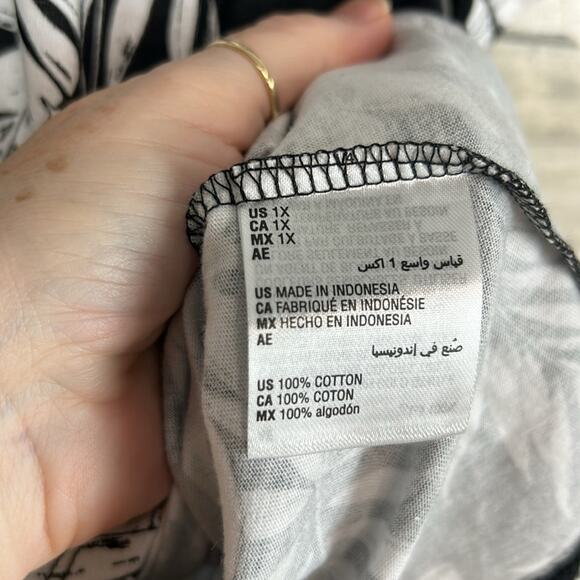 US 1X
CA 1X
MX 1X
AE
قياس واسع 1 اكس
US MADE IN INDONESIA
CA FABRIQUÉ EN INDONÉSIE
MX HECHO EN INDONESIA
AE
صُنع في إندونيسيا
US 100% COTTON
CA 100% COTON
MX 100% algodón